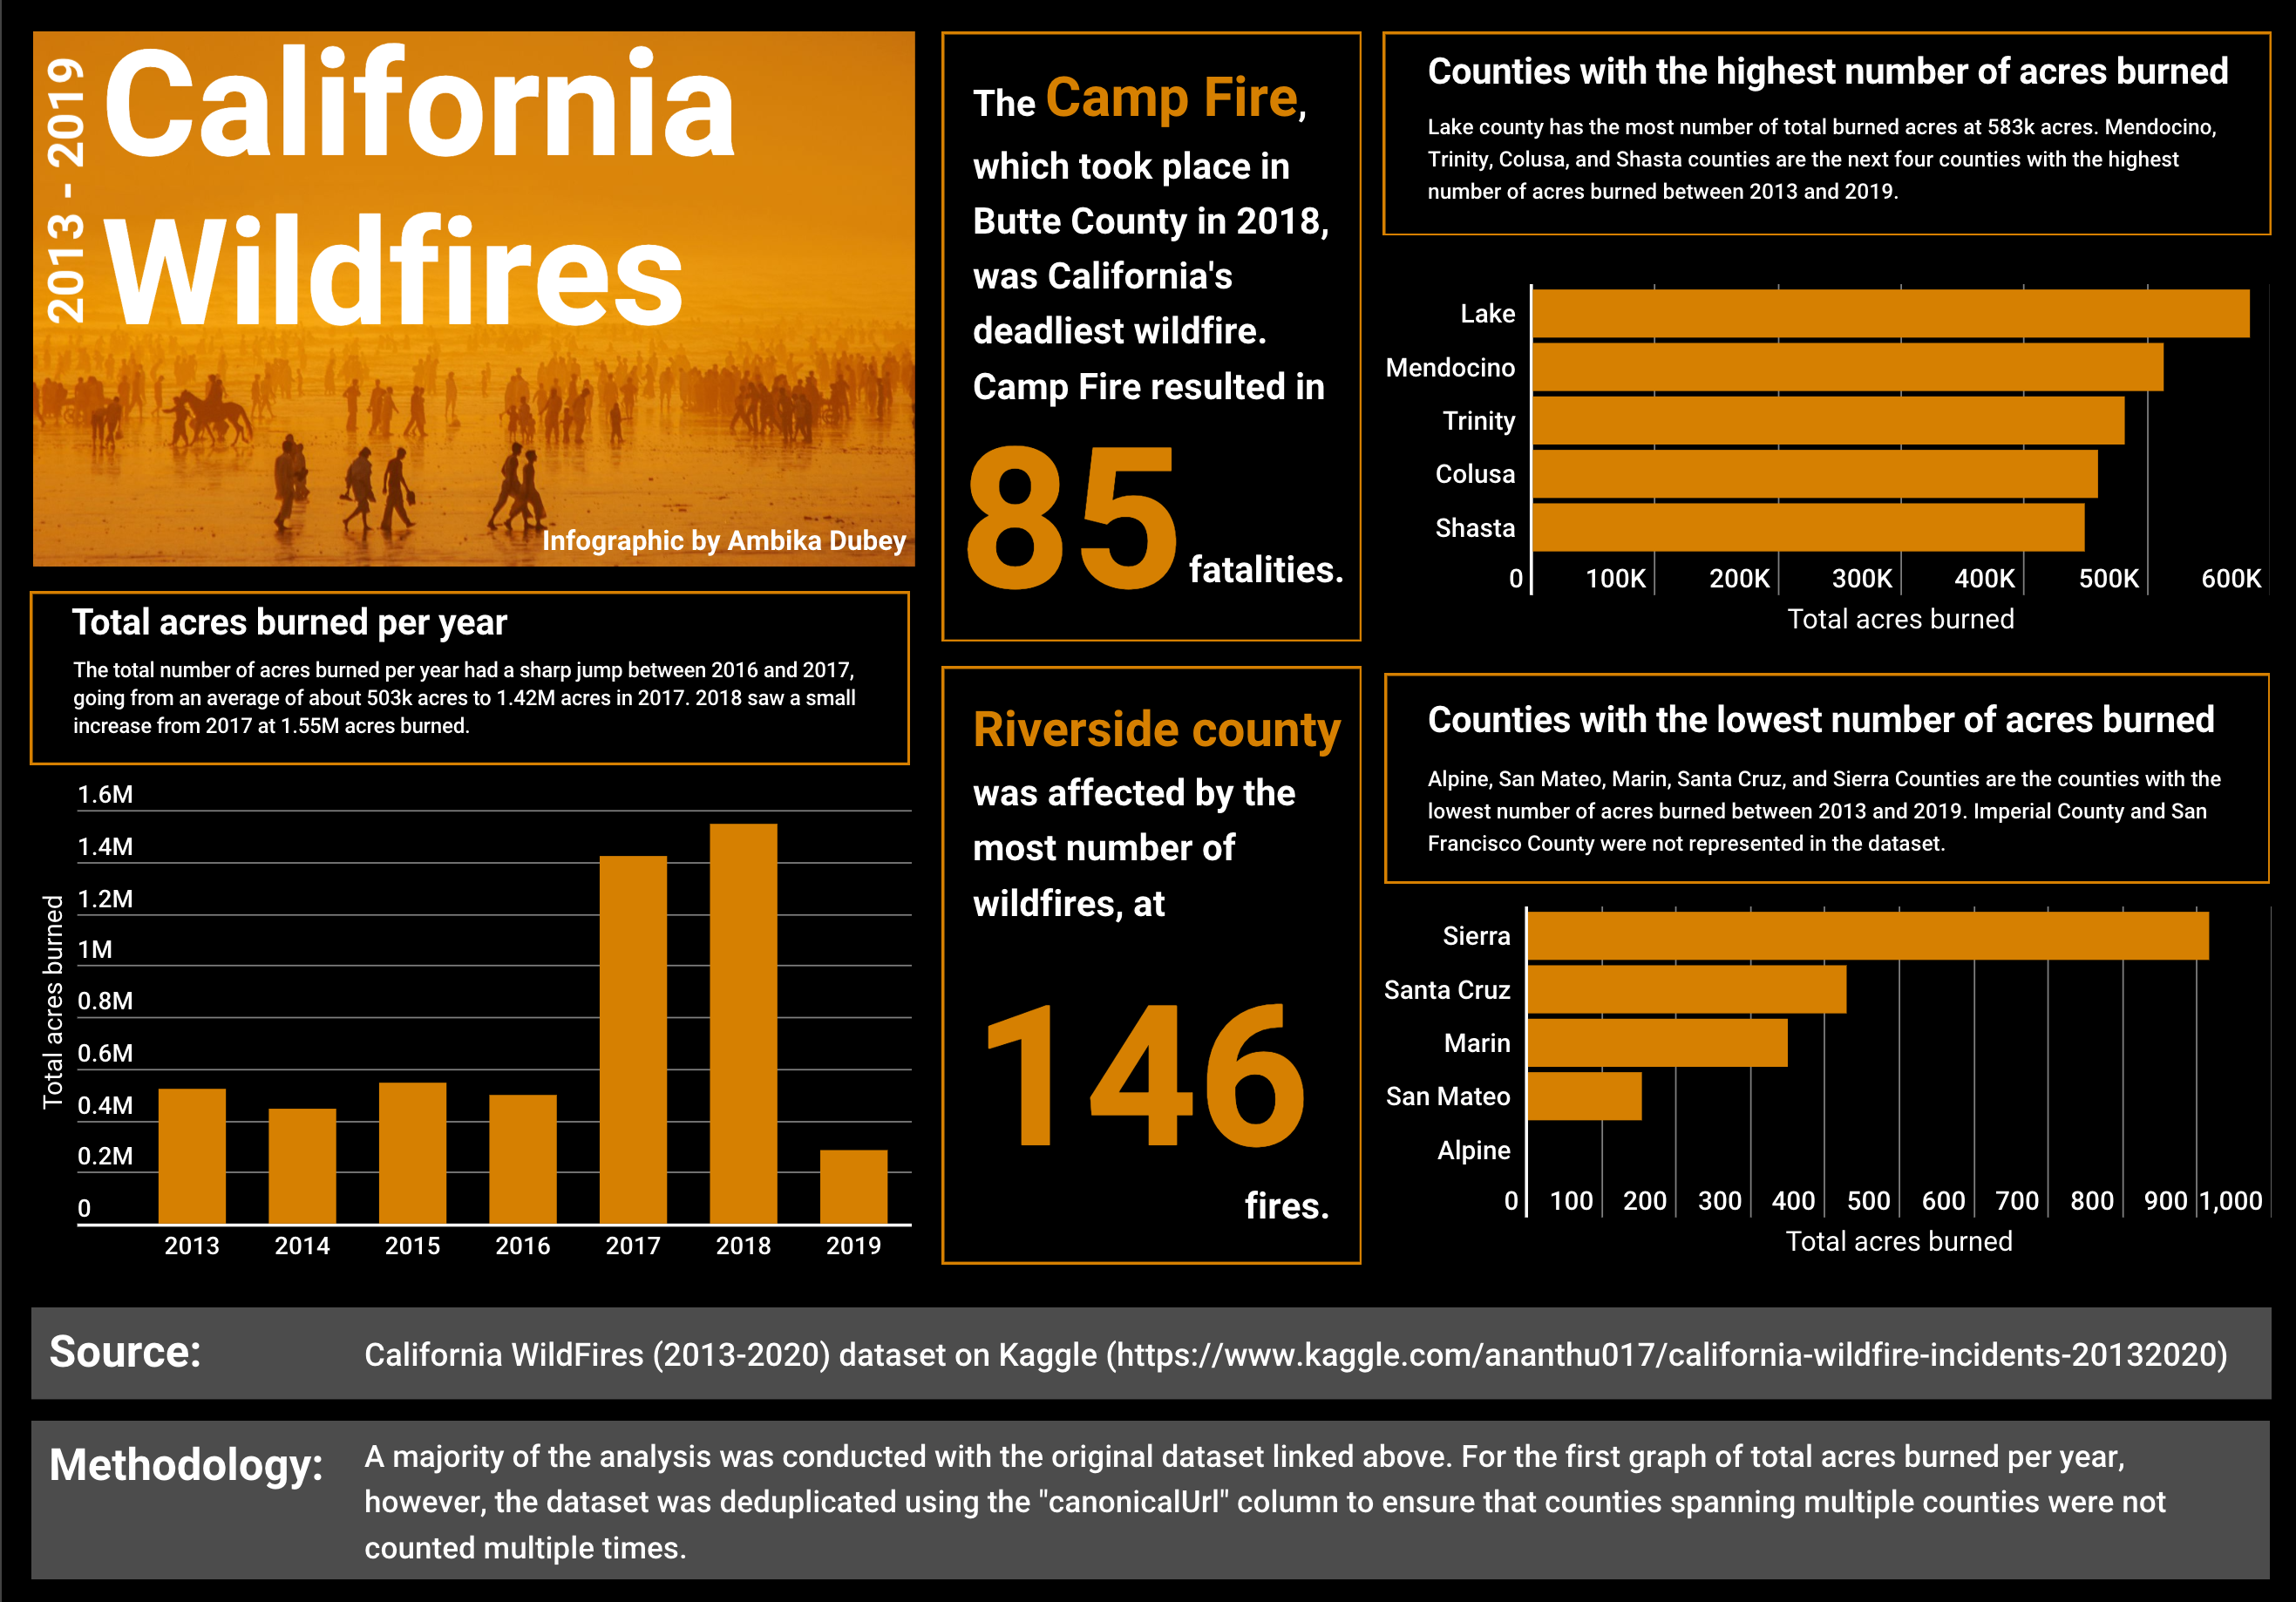 2013 - 2019
California
Wildfires
Infographic by Ambika Dubey
Total acres burned per year
The total number of acres burned per year had a sharp jump between 2016 and 2017,
going from an average of about 503k acres to 1.42M acres in 2017. 2018 saw a small
increase from 2017 at 1.55M acres burned.
Total acres burned
1.6M
1.4M
1.2M
1M
0.8M
0.6M
0.4M
0.2M
0
2013 2014 2015 2016 2017 2018 2019
The Camp Fire,
which took place in
Butte County in 2018,
was California's
deadliest wildfire.
Camp Fire resulted in
85 fatalities.
Riverside county
was affected by the
most number of
wildfires, at
146
fires.
Counties with the highest number of acres burned
Lake county has the most number of total burned acres at 583k acres. Mendocino,
Trinity, Colusa, and Shasta counties are the next four counties with the highest
number of acres burned between 2013 and 2019.
Lake
Mendocino
Trinity
Colusa
Shasta
0 100K 200K 300K 400K 500K 600K
Total acres burned
Counties with the lowest number of acres burned
Alpine, San Mateo, Marin, Santa Cruz, and Sierra Counties are the counties with the
lowest number of acres burned between 2013 and 2019. Imperial County and San
Francisco County were not represented in the dataset.
Sierra
Santa Cruz
Marin
San Mateo
Alpine
0 100 200 300 400 500 600 700 800 900 1,000
Total acres burned
Source: California WildFires (2013-2020) dataset on Kaggle (https://www.kaggle.com/ananthu017/california-wildfire-incidents-20132020)
Methodology: A majority of the analysis was conducted with the original dataset linked above. For the first graph of total acres burned per year,
however, the dataset was deduplicated using the "canonicalUrl" column to ensure that counties spanning multiple counties were not
counted multiple times.